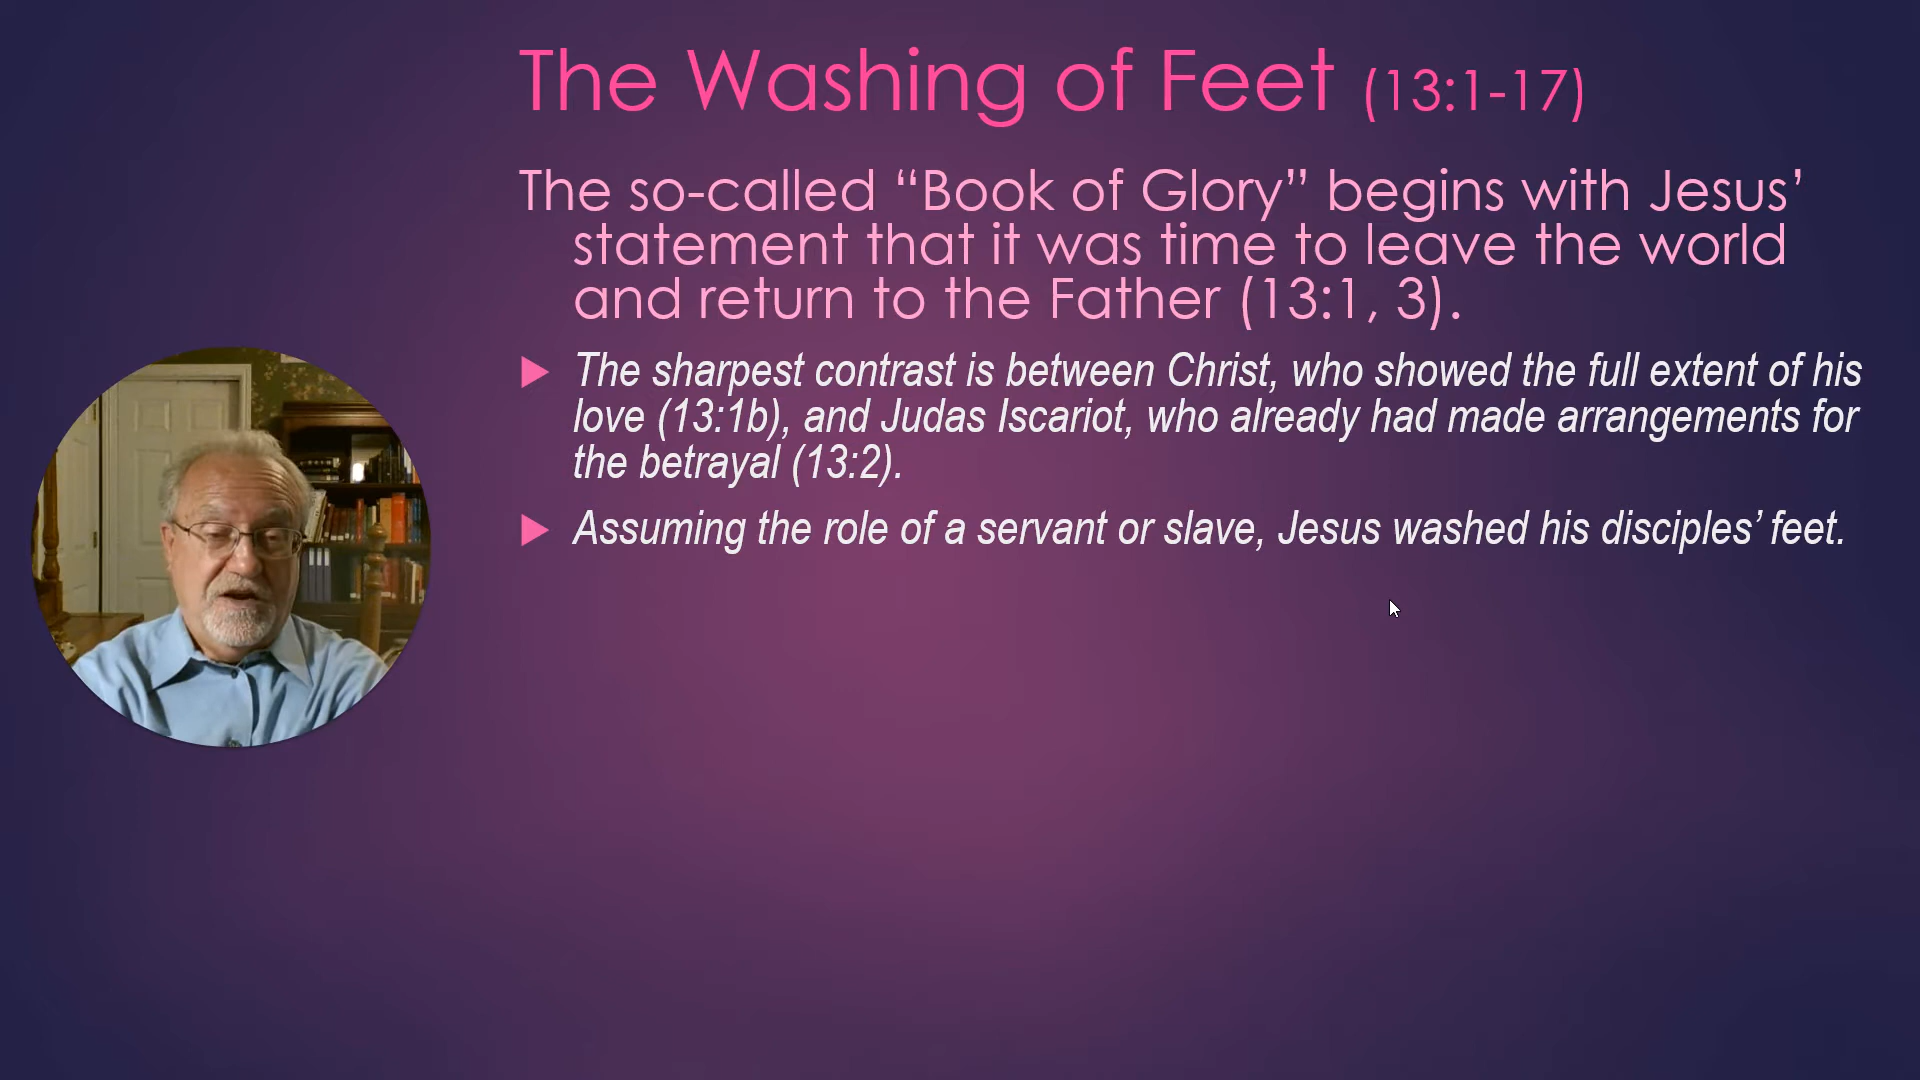 The Washing of Feet (13:1-17)
The so-called “Book of Glory” begins with Jesus’
statement that it was time to leave the world
and return to the Father (13:1, 3).
The sharpest contrast is between Christ, who showed the full extent of his
love (13:1b), and Judas Iscariot, who already had made arrangements for
the betrayal (13:2).
Assuming the role of a servant or slave, Jesus washed his disciples’ feet.